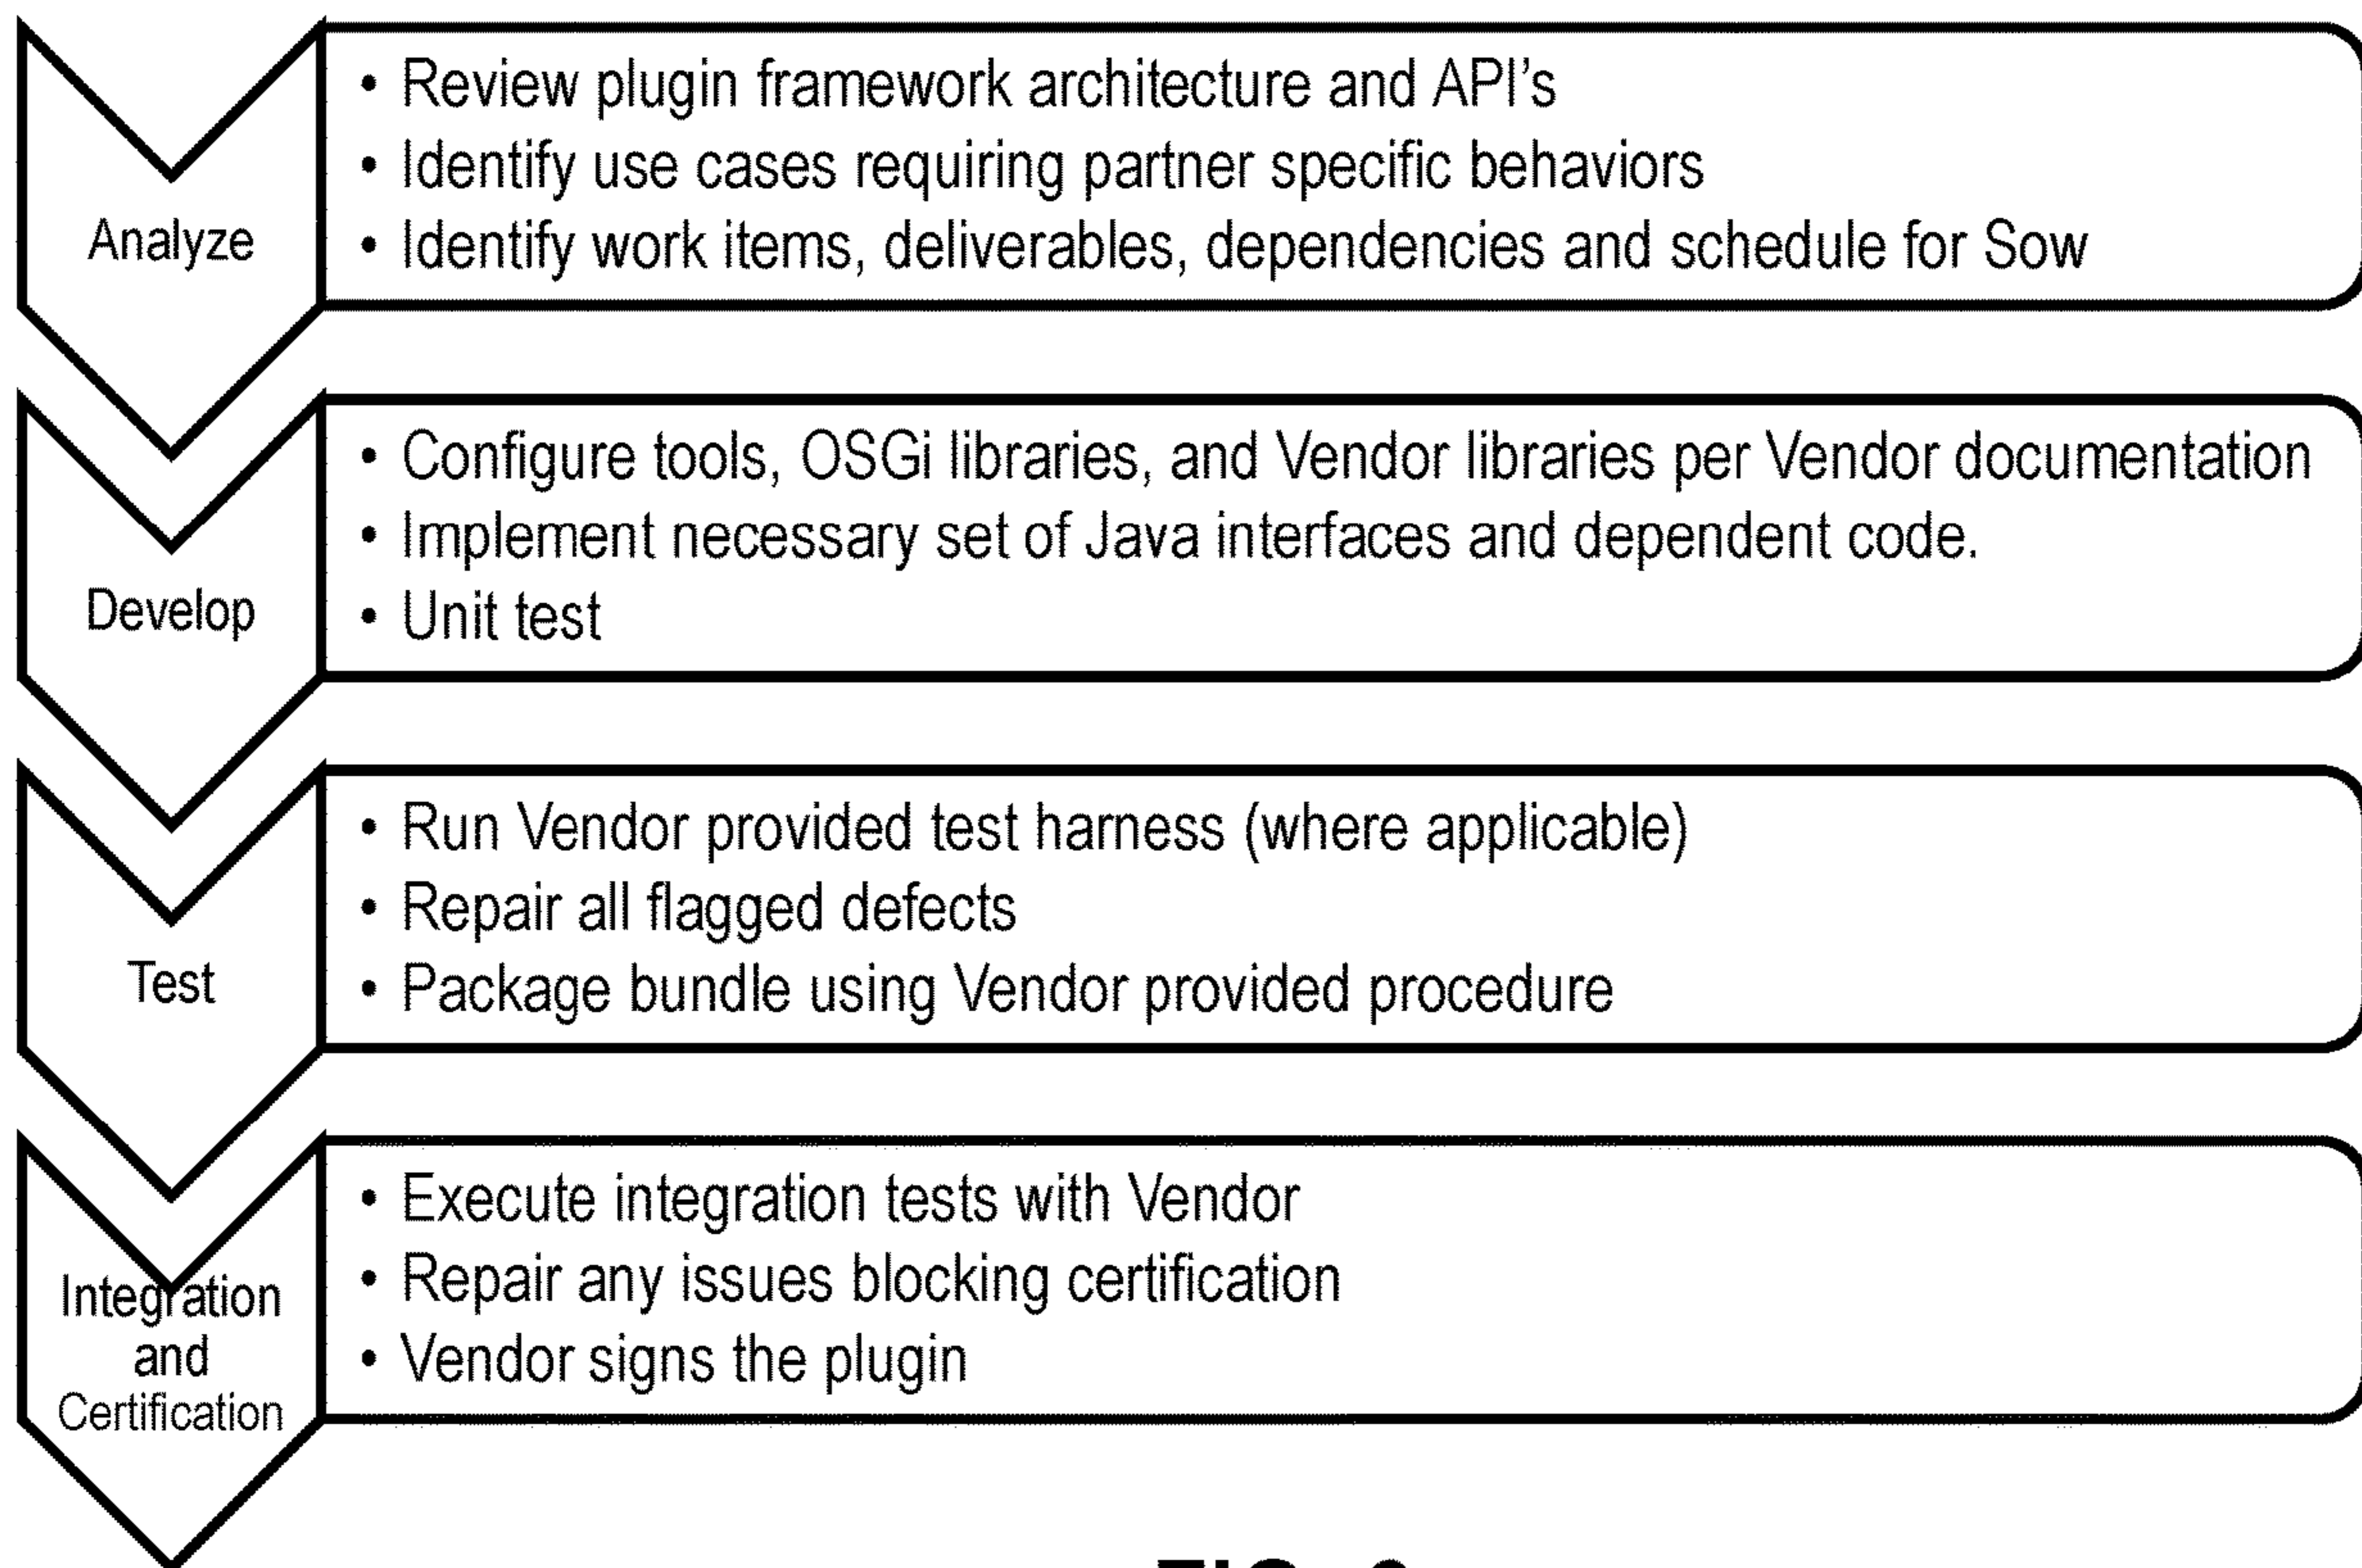 Analyze
• Review plugin framework architecture and API's
• Identify use cases requiring partner specific behaviors
• Identify work items, deliverables, dependencies and schedule for Sow
Develop
• Configure tools, OSGi libraries, and Vendor libraries per Vendor documentation
• Implement necessary set of Java interfaces and dependent code.
• Unit test
Test
• Run Vendor provided test harness (where applicable)
• Repair all flagged defects
• Package bundle using Vendor provided procedure
Integration
and
Certification
• Execute integration tests with Vendor
• Repair any issues blocking certification
• Vendor signs the plugin